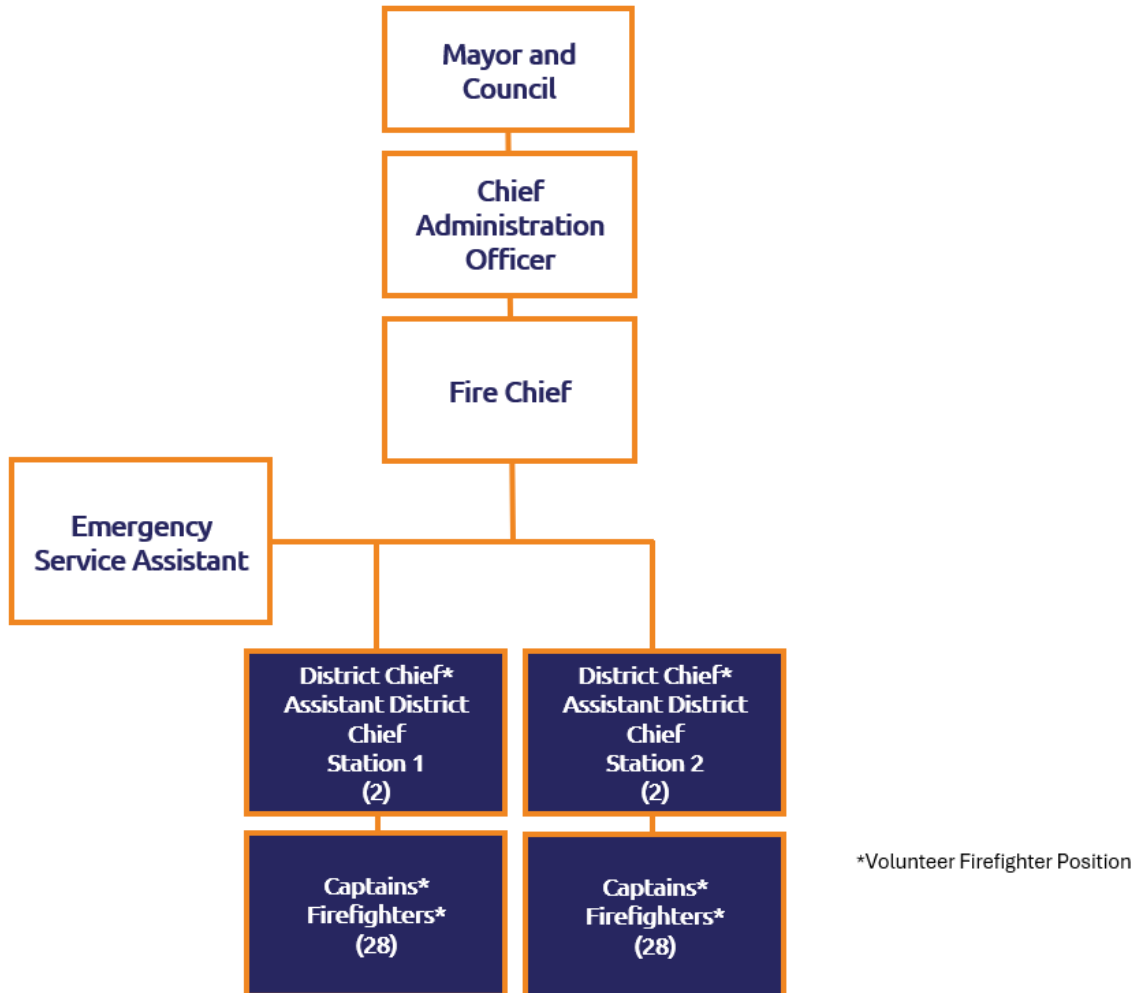 Mayor and
Council
Chief
Administration
Officer
Fire Chief
Emergency
Service Assistant
District Chief*
Assistant District
Chief
Station 1
(2)
District Chief*
Assistant District
Chief
Station 2
(2)
Captains*
Firefighters*
(28)
Captains*
Firefighters*
(28)
*Volunteer Firefighter Position